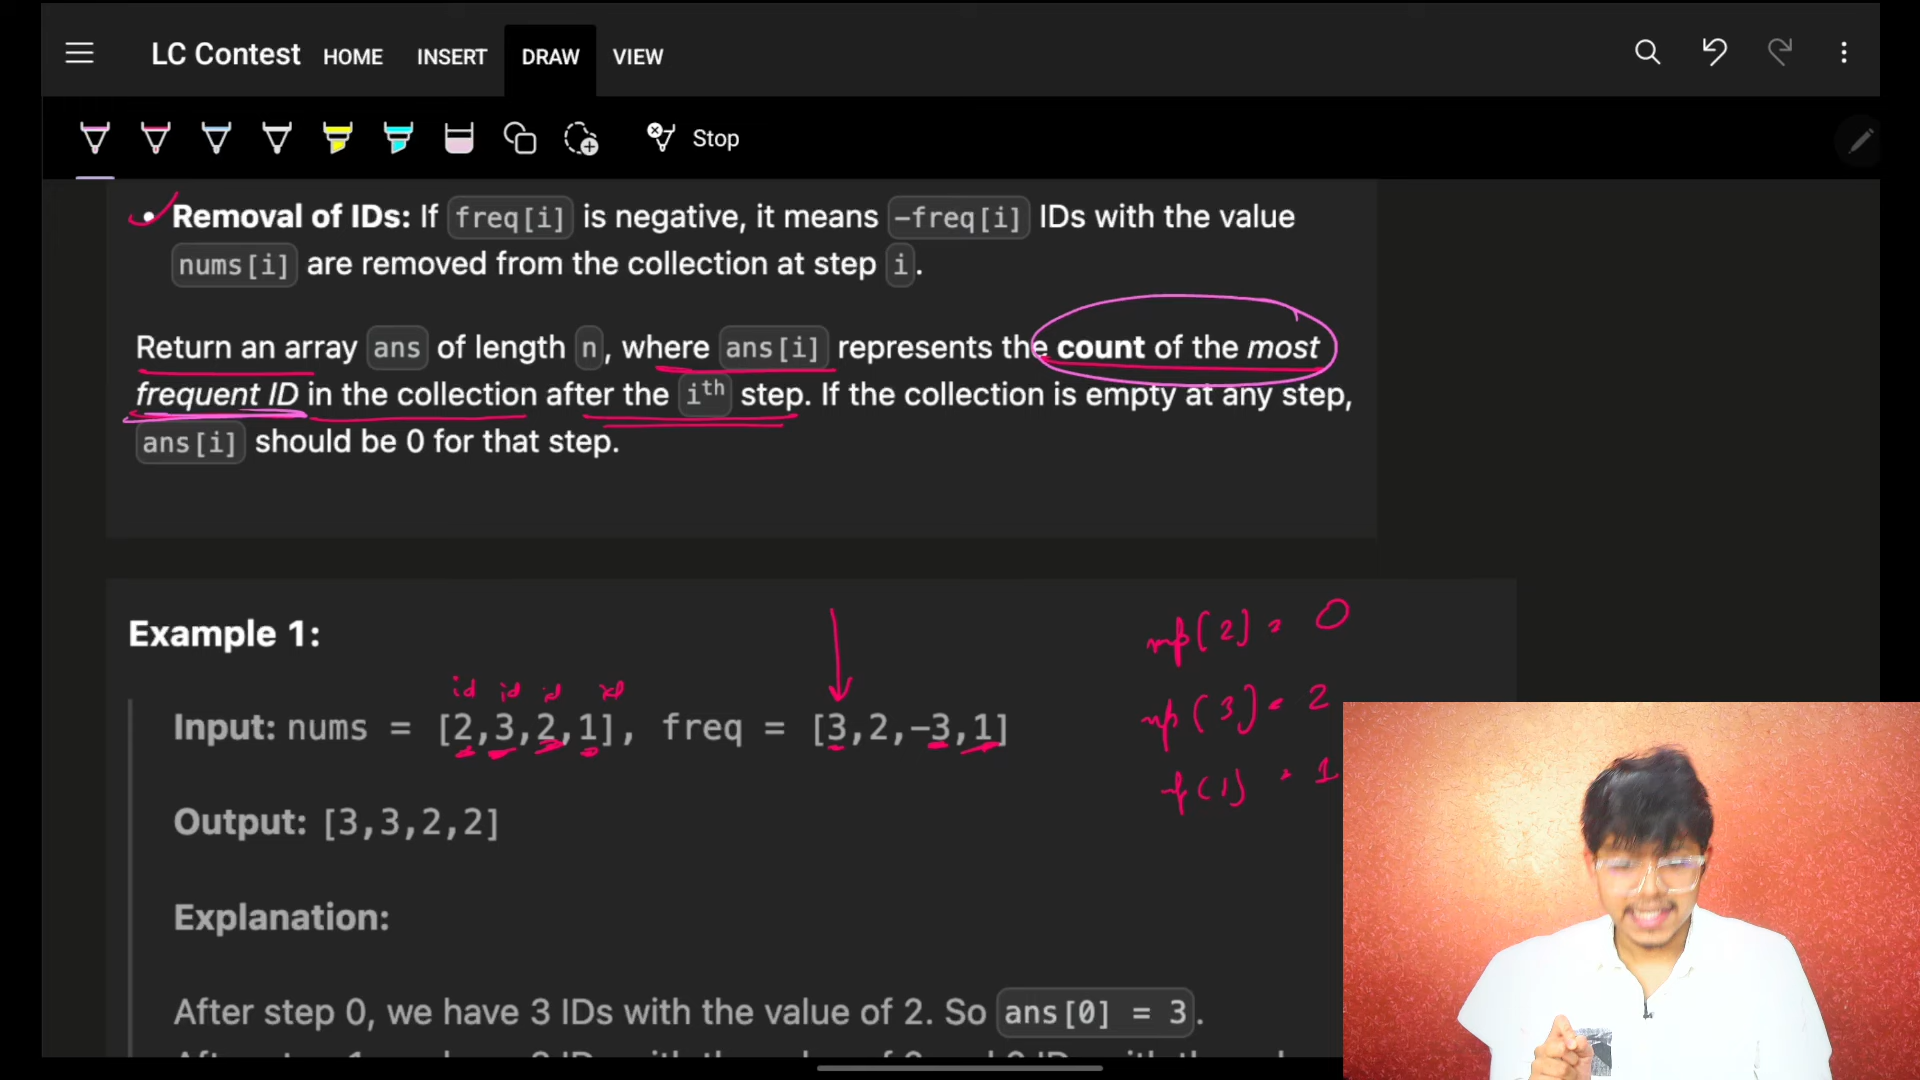 LC Contest HOME INSERT DRAW VIEW
Stop
• Removal of IDs: If freq[i] is negative, it means -freq[i] IDs with the value
nums[i] are removed from the collection at step i.
Return an array ans of length n, where ans[i] represents the count of the most
frequent ID in the collection after the ith step. If the collection is empty at any step,
ans[i] should be 0 for that step.
Example 1:
id id id id
Input: nums = [2,3,2,1], freq = [3,2,-3,1]
Output: [3,3,2,2]
Explanation:
After step 0, we have 3 IDs with the value of 2. So ans[0] = 3.
mp(2) = 0
mp(3) = 2